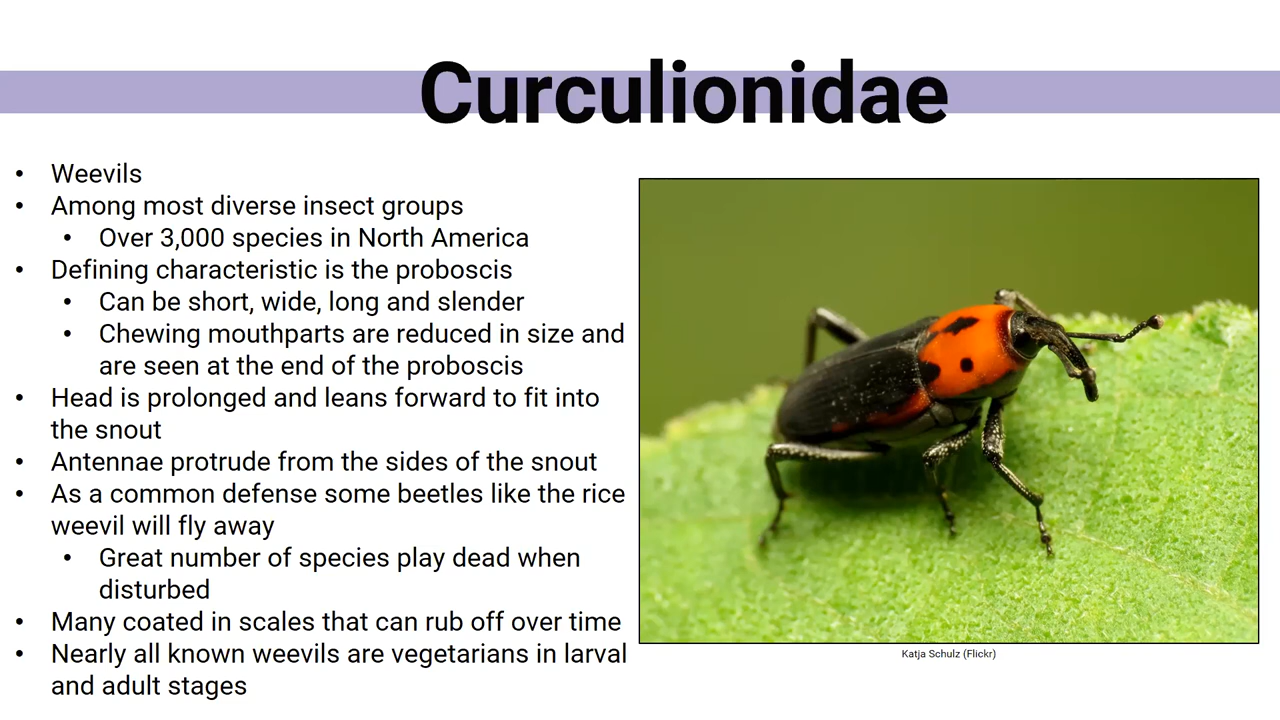 Curculionidae
• Weevils
• Among most diverse insect groups
• Over 3,000 species in North America
• Defining characteristic is the proboscis
• Can be short, wide, long and slender
• Chewing mouthparts are reduced in size and
are seen at the end of the proboscis
• Head is prolonged and leans forward to fit into
the snout
• Antennae protrude from the sides of the snout
• As a common defense some beetles like the rice
weevil will fly away
• Great number of species play dead when
disturbed
• Many coated in scales that can rub off over time
• Nearly all known weevils are vegetarians in larval
and adult stages
Katja Schulz (Flickr)